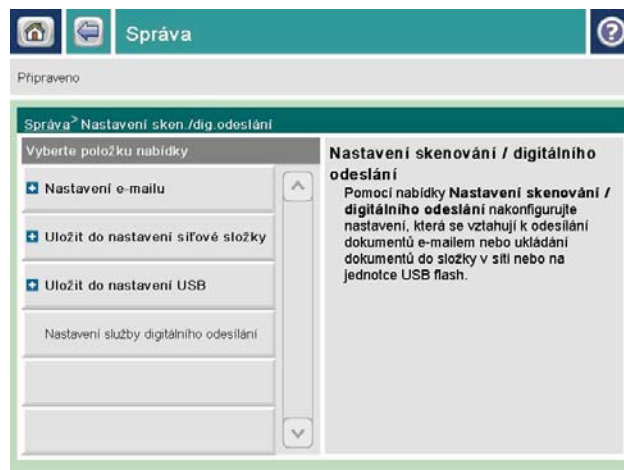 Správa
Připraveno
Správa>Nastavení sken./dig.odeslání
Vyberte položku nabídky
Nastavení e-mailu
Uložit do nastavení síťové složky
Uložit do nastavení USB
Nastavení služby digitálního odesílání
Nastavení skenování / digitálního
odeslání
Pomocí nabídky Nastavení skenování /
digitálního odeslání nakonfigurujte
nastavení, která se vztahují k odesílání
dokumentů e-mailem nebo ukládání
dokumentů do složky v síti nebo na
jednotce USB flash.